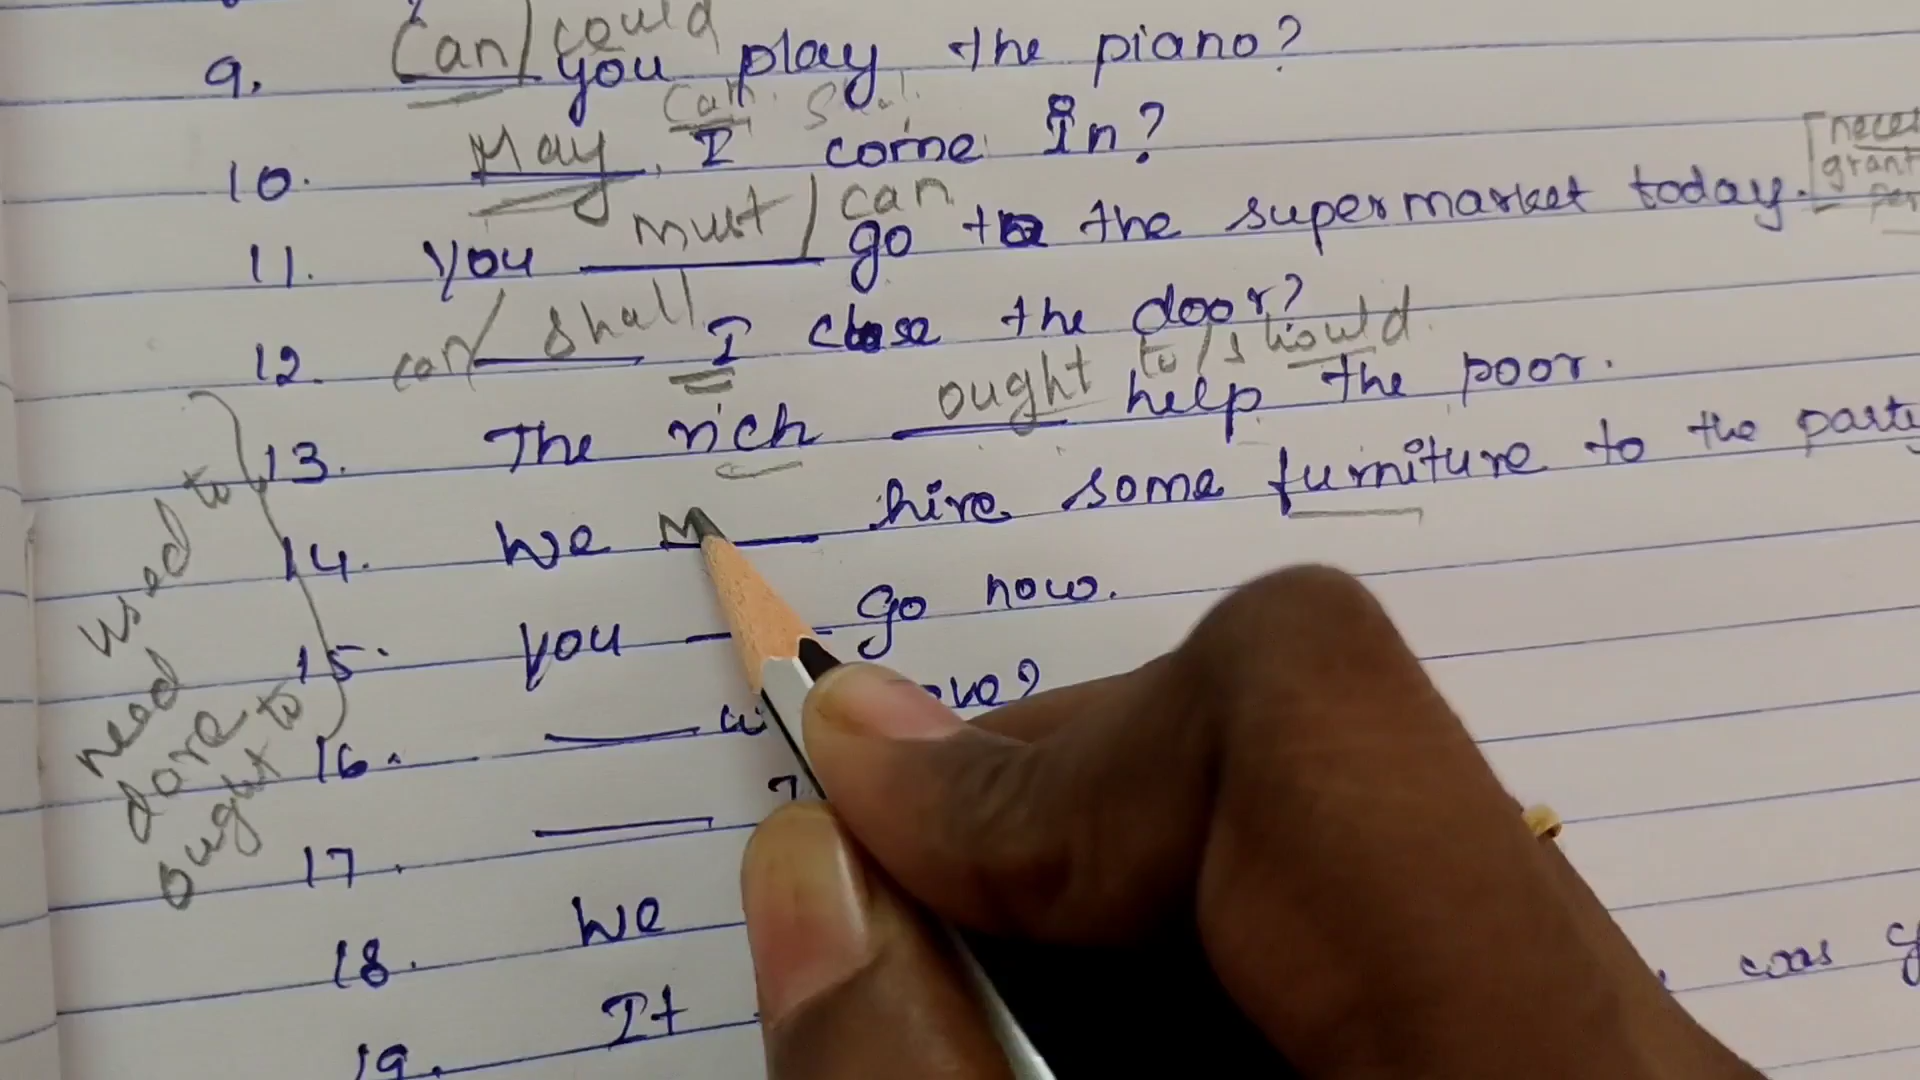 9. Can/could you play the piano?
10. May can I come In?
11. You must/can go to the supermarket today.
12. can/shall I close the door?
13. The rich ought to/should help the poor.
14. We M hire some furniture to the party
15. You ___ go now.
16. ___
17. ___
18. We
19. It
used to
need
dare
ought to